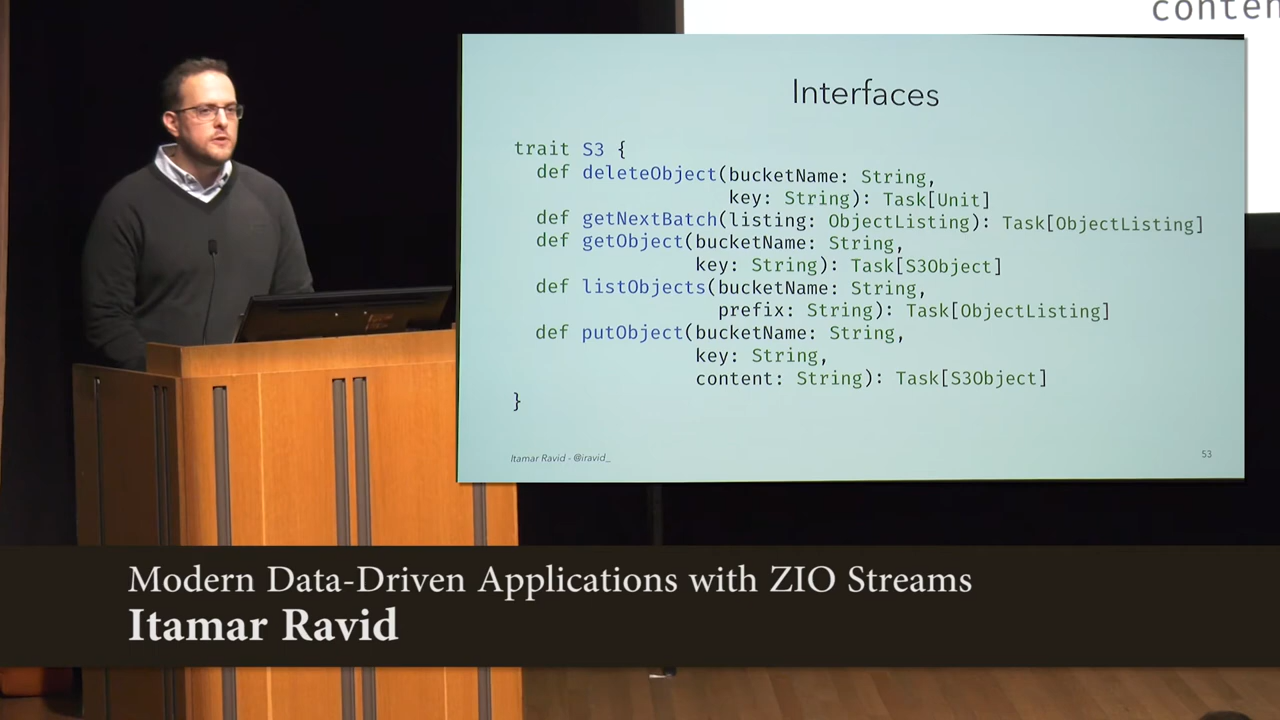 conten
Interfaces
trait S3 {
def deleteObject(bucketName: String,
key: String): Task[Unit]
def getNextBatch(listing: ObjectListing): Task[ObjectListing]
def getObject(bucketName: String,
key: String): Task[S3Object]
def listObjects(bucketName: String,
prefix: String): Task[ObjectListing]
def putObject(bucketName: String,
key: String,
content: String): Task[S3Object]
}
Itamar Ravid - @iravid_
53
Modern Data-Driven Applications with ZIO Streams
Itamar Ravid